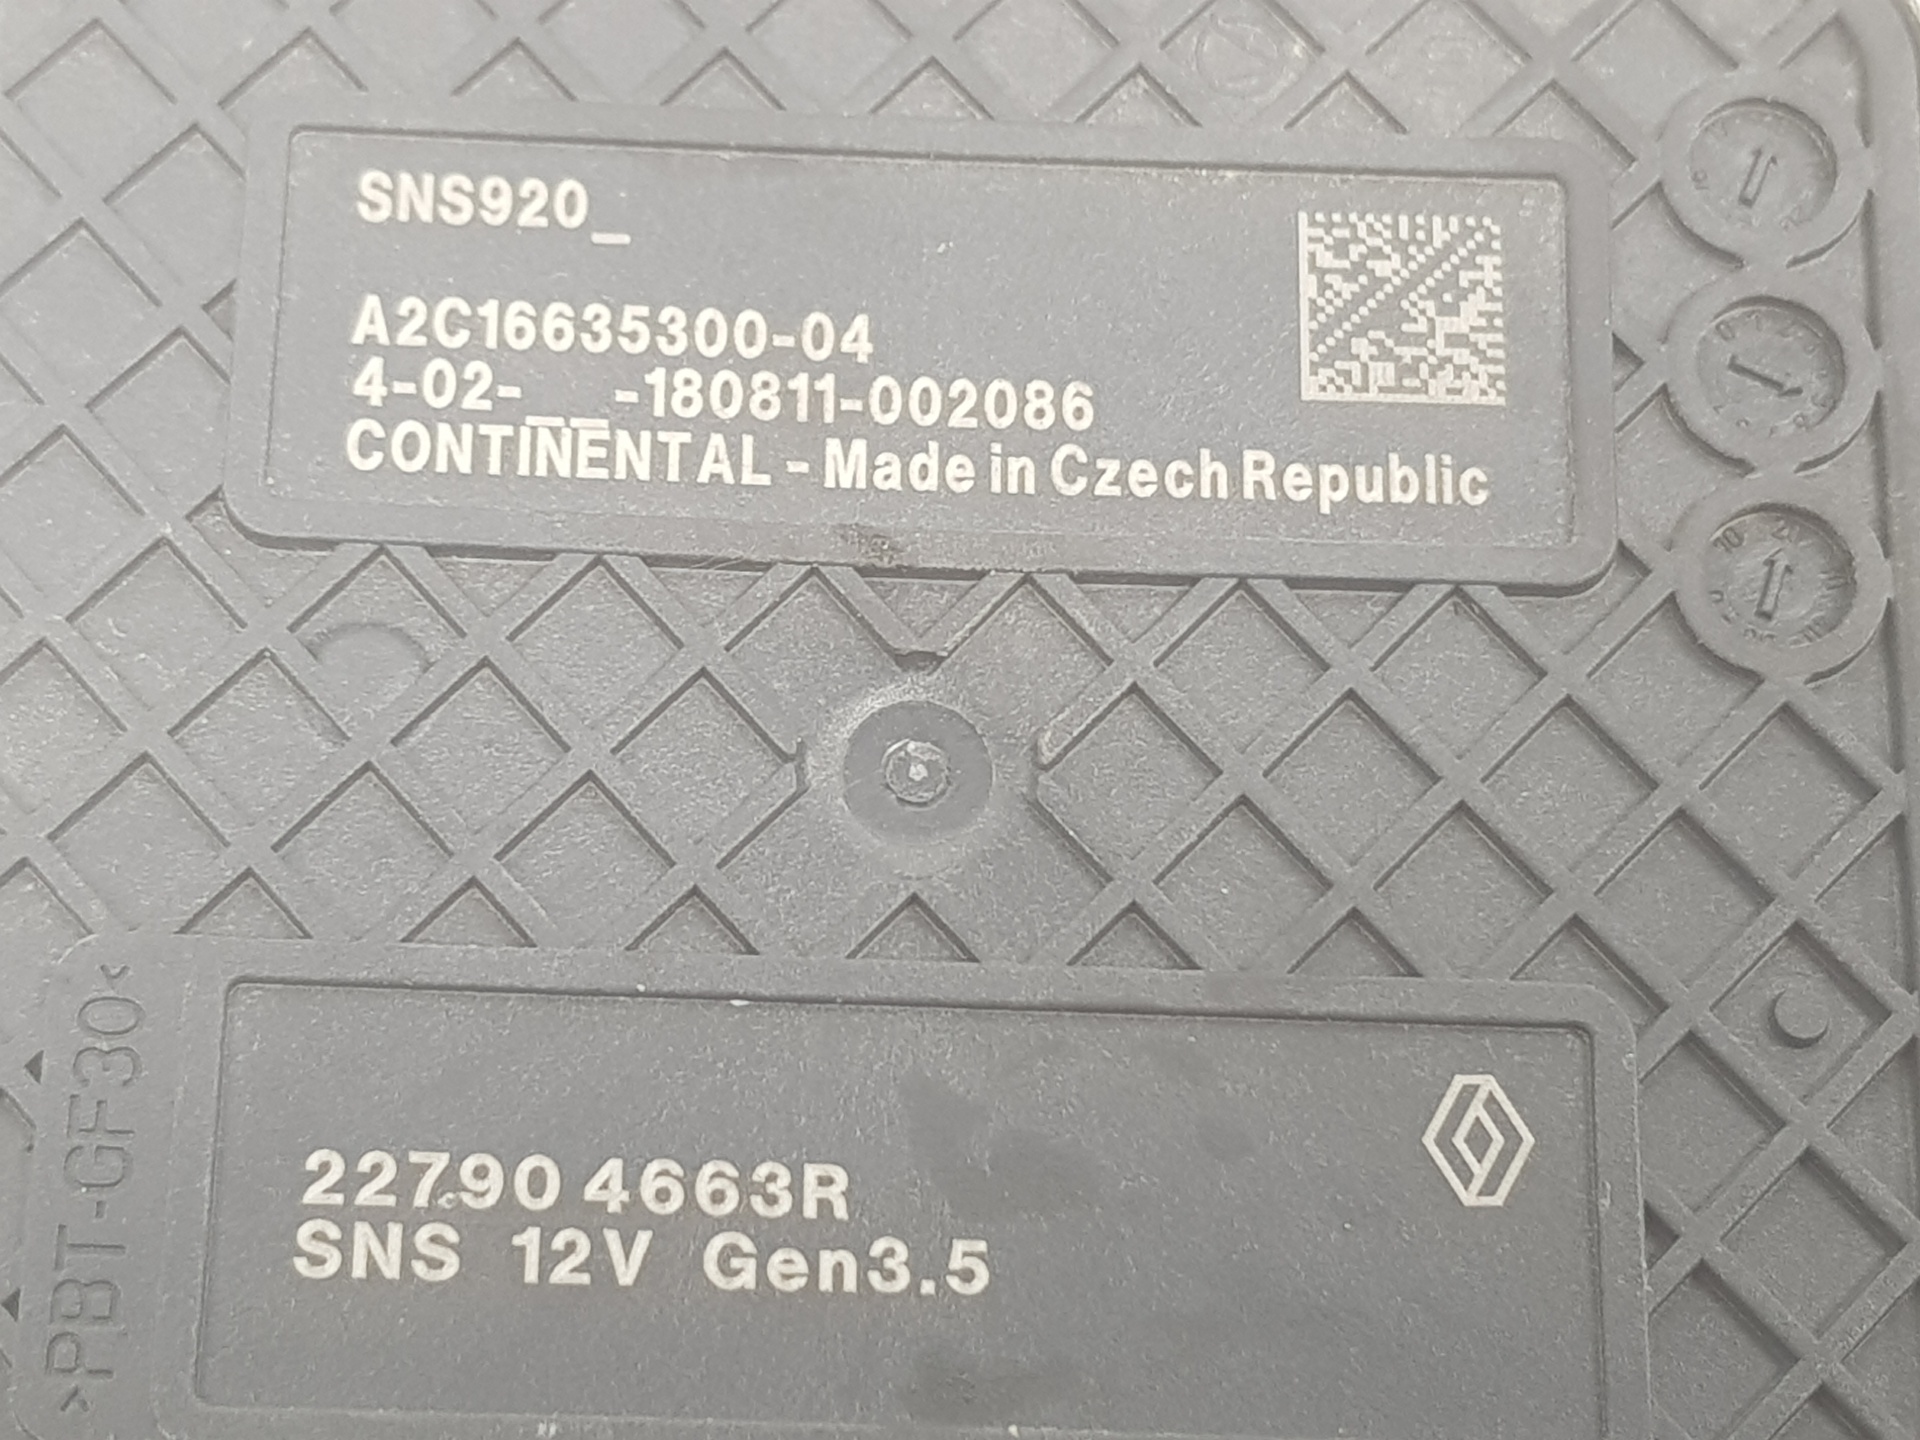 SNS920_
A2C16635300-04
4-02-__-180811-002086
CONTINENTAL - Made in Czech Republic
>PBT-GF30<
227904663R
SNS 12V Gen3.5